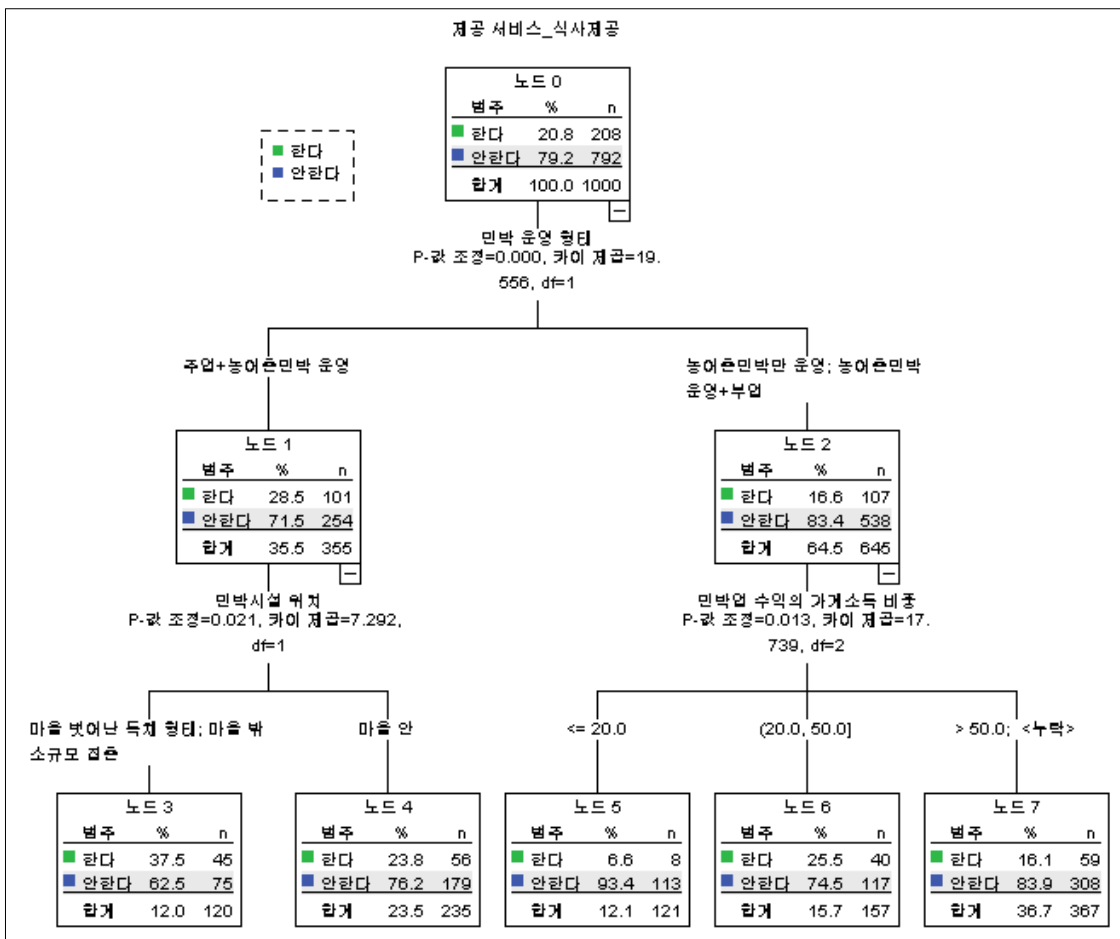 제공 서비스_식사제공
노드 0
범주 % n
한다 20.8 208
안한다 79.2 792
합계 100.0 1000
한다
안한다
민박 운영 형태
P-값 조정=0.000, 카이 제곱=19.
556, df=1
주업+농어촌민박 운영
농어촌민박만 운영; 농어촌민박
운영+부업
노드 1
범주 % n
한다 28.5 101
안한다 71.5 254
합계 35.5 355
노드 2
범주 % n
한다 16.6 107
안한다 83.4 538
합계 64.5 645
민박시설 위치
P-값 조정=0.021, 카이 제곱=7.292,
df=1
민박업 수익의 가계소득 비중
P-값 조정=0.013, 카이 제곱=17.
739, df=2
마을 벗어난 독채 형태; 마을 밖
소규모 집촌
마을 안
<= 20.0
(20.0, 50.0]
> 50.0; <누락>
노드 3
범주 % n
한다 37.5 45
안한다 62.5 75
합계 12.0 120
노드 4
범주 % n
한다 23.8 56
안한다 76.2 179
합계 23.5 235
노드 5
범주 % n
한다 6.6 8
안한다 93.4 113
합계 12.1 121
노드 6
범주 % n
한다 25.5 40
안한다 74.5 117
합계 15.7 157
노드 7
범주 % n
한다 16.1 59
안한다 83.9 308
합계 36.7 367